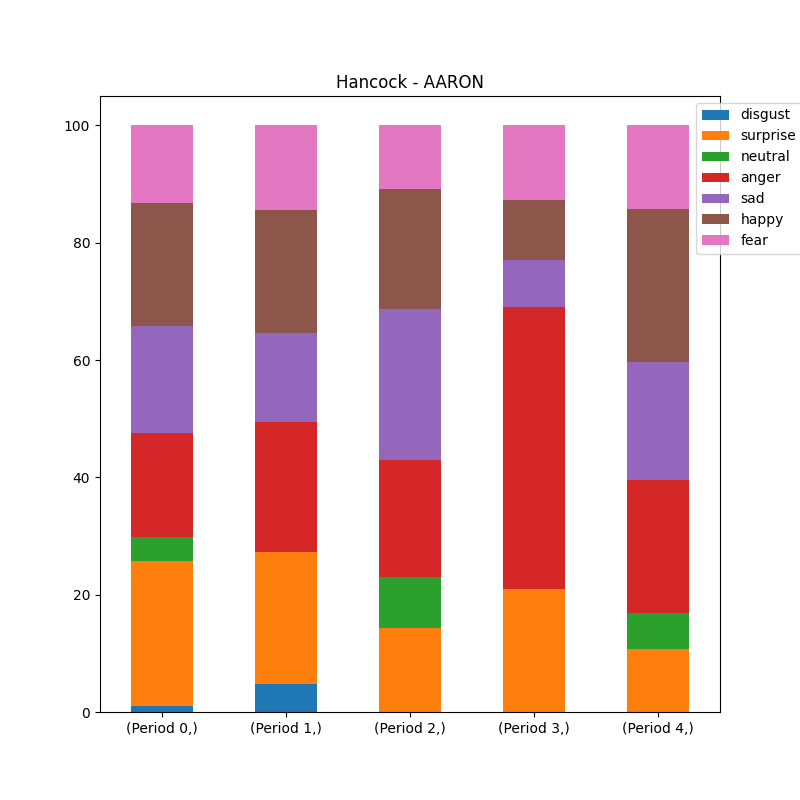 Hancock - AARON
100
80
60
40
20
0
(Period 0,)
(Period 1,)
(Period 2,)
(Period 3,)
(Period 4,)
disgust
surprise
neutral
anger
sad
happy
fear